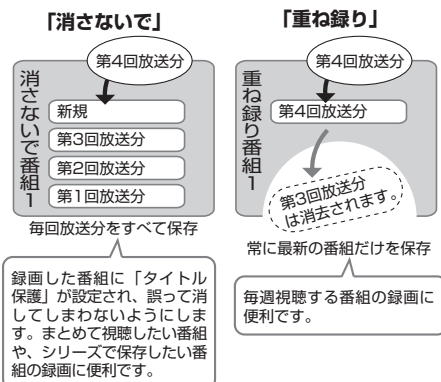 「消さないで」
第4回放送分
消さないで番組1
新規
第3回放送分
第2回放送分
第1回放送分
毎回放送分をすべて保存
録画した番組に「タイトル
保護」が設定され、誤って消
してしまわないようにしま
す。まとめて視聴したい番組
や、シリーズで保存したい番
組の録画に便利です。
「重ね録り」
第4回放送分
重ね録り番組1
第4回放送分
第3回放送分
は消去されます。
常に最新の番組だけを保存
毎週視聴する番組の録画に
便利です。